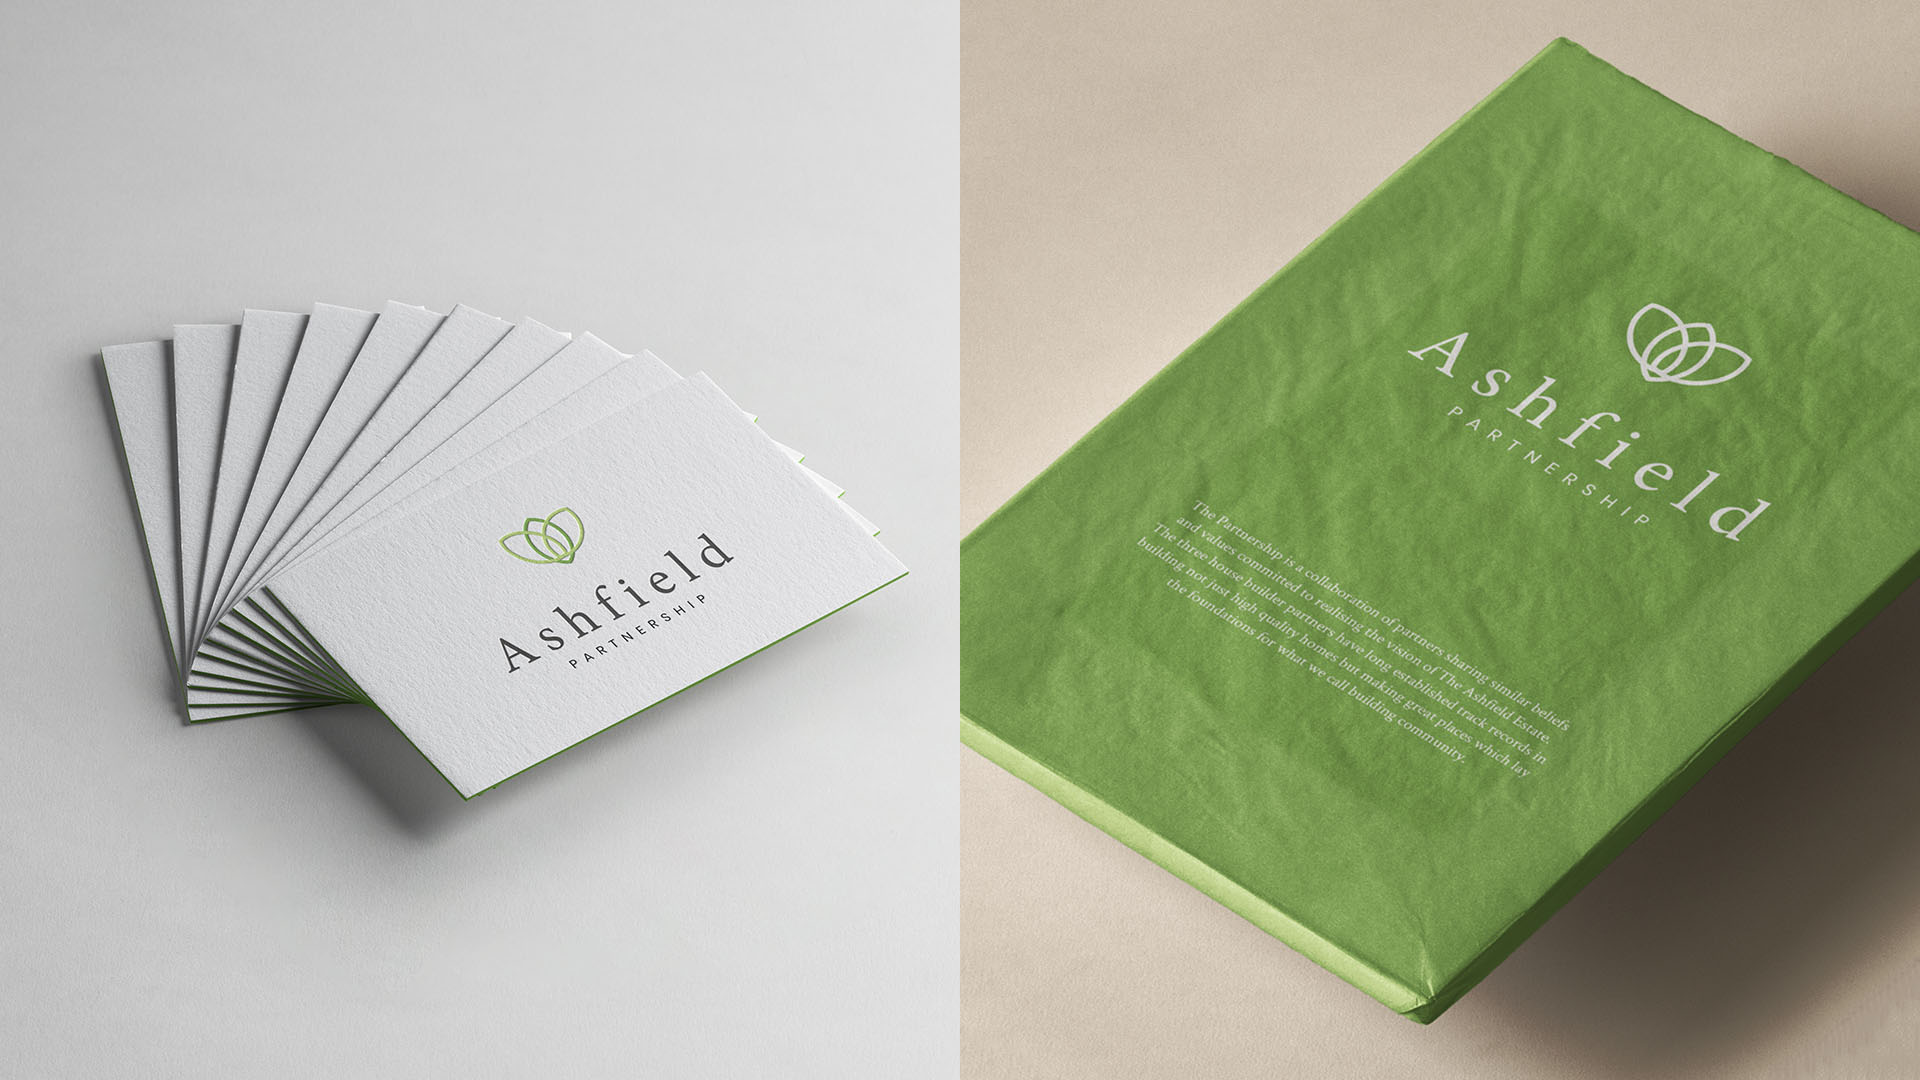 Ashfield
PARTNERSHIP
Ashfield
PARTNERSHIP
The Partnership is a collaboration of partners sharing similar beliefs
and values committed to realising the vision of The Ashfield Estate.
The three house builder partners have long established track records in
building not just high quality homes but making great places which lay
the foundations for what we call building community.